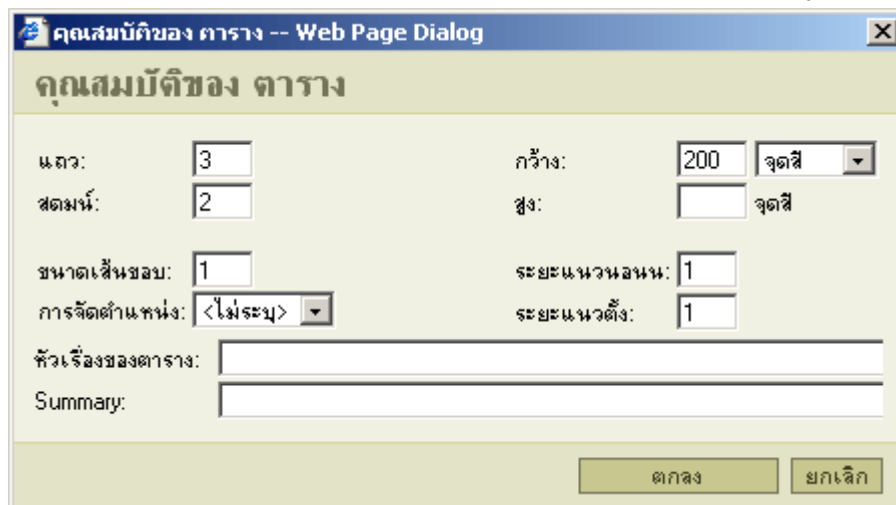 คุณสมบัติของ ตาราง -- Web Page Dialog
คุณสมบัติของ ตาราง
แถว: 3 กว้าง: 200 จุดสี
สดมน์: 2 สูง: จุดสี
ขนาดเส้นขอบ: 1 ระยะแนวนอนน: 1
การจัดตำแหน่ง: <ไม่ระบุ> ระยะแนวตั้ง: 1
หัวเรื่องของตาราง:
Summary:
ตกลง ยกเลิก